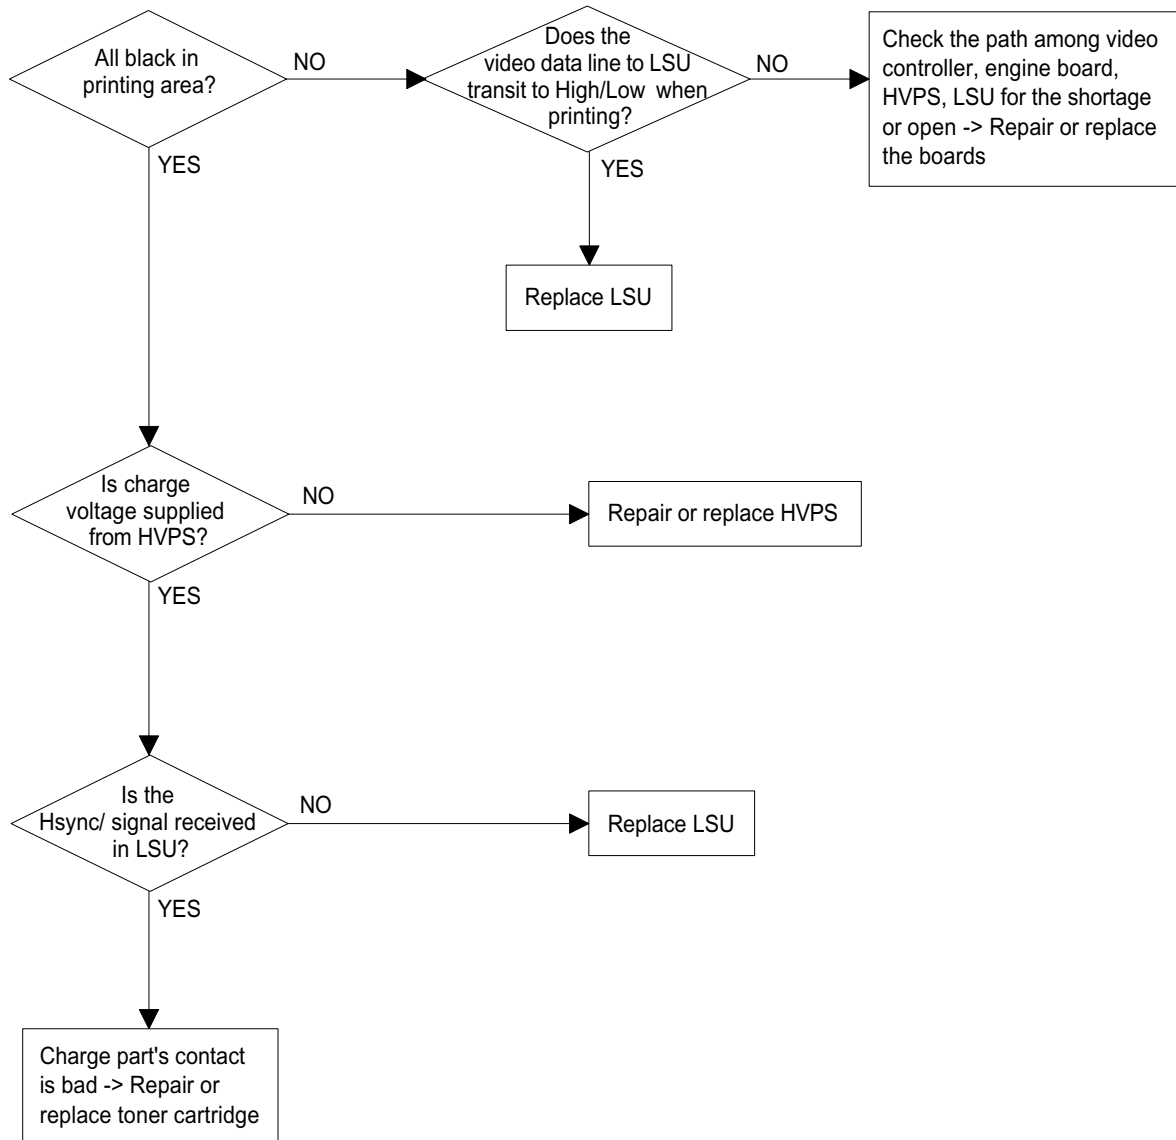 All black in
printing area?
NO
YES
Does the
video data line to LSU
transit to High/Low when
printing?
NO
YES
Check the path among video
controller, engine board,
HVPS, LSU for the shortage
or open -> Repair or replace
the boards
Replace LSU
Is charge
voltage supplied
from HVPS?
NO
YES
Repair or replace HVPS
Is the
Hsync/ signal received
in LSU?
NO
YES
Replace LSU
Charge part's contact
is bad -> Repair or
replace toner cartridge